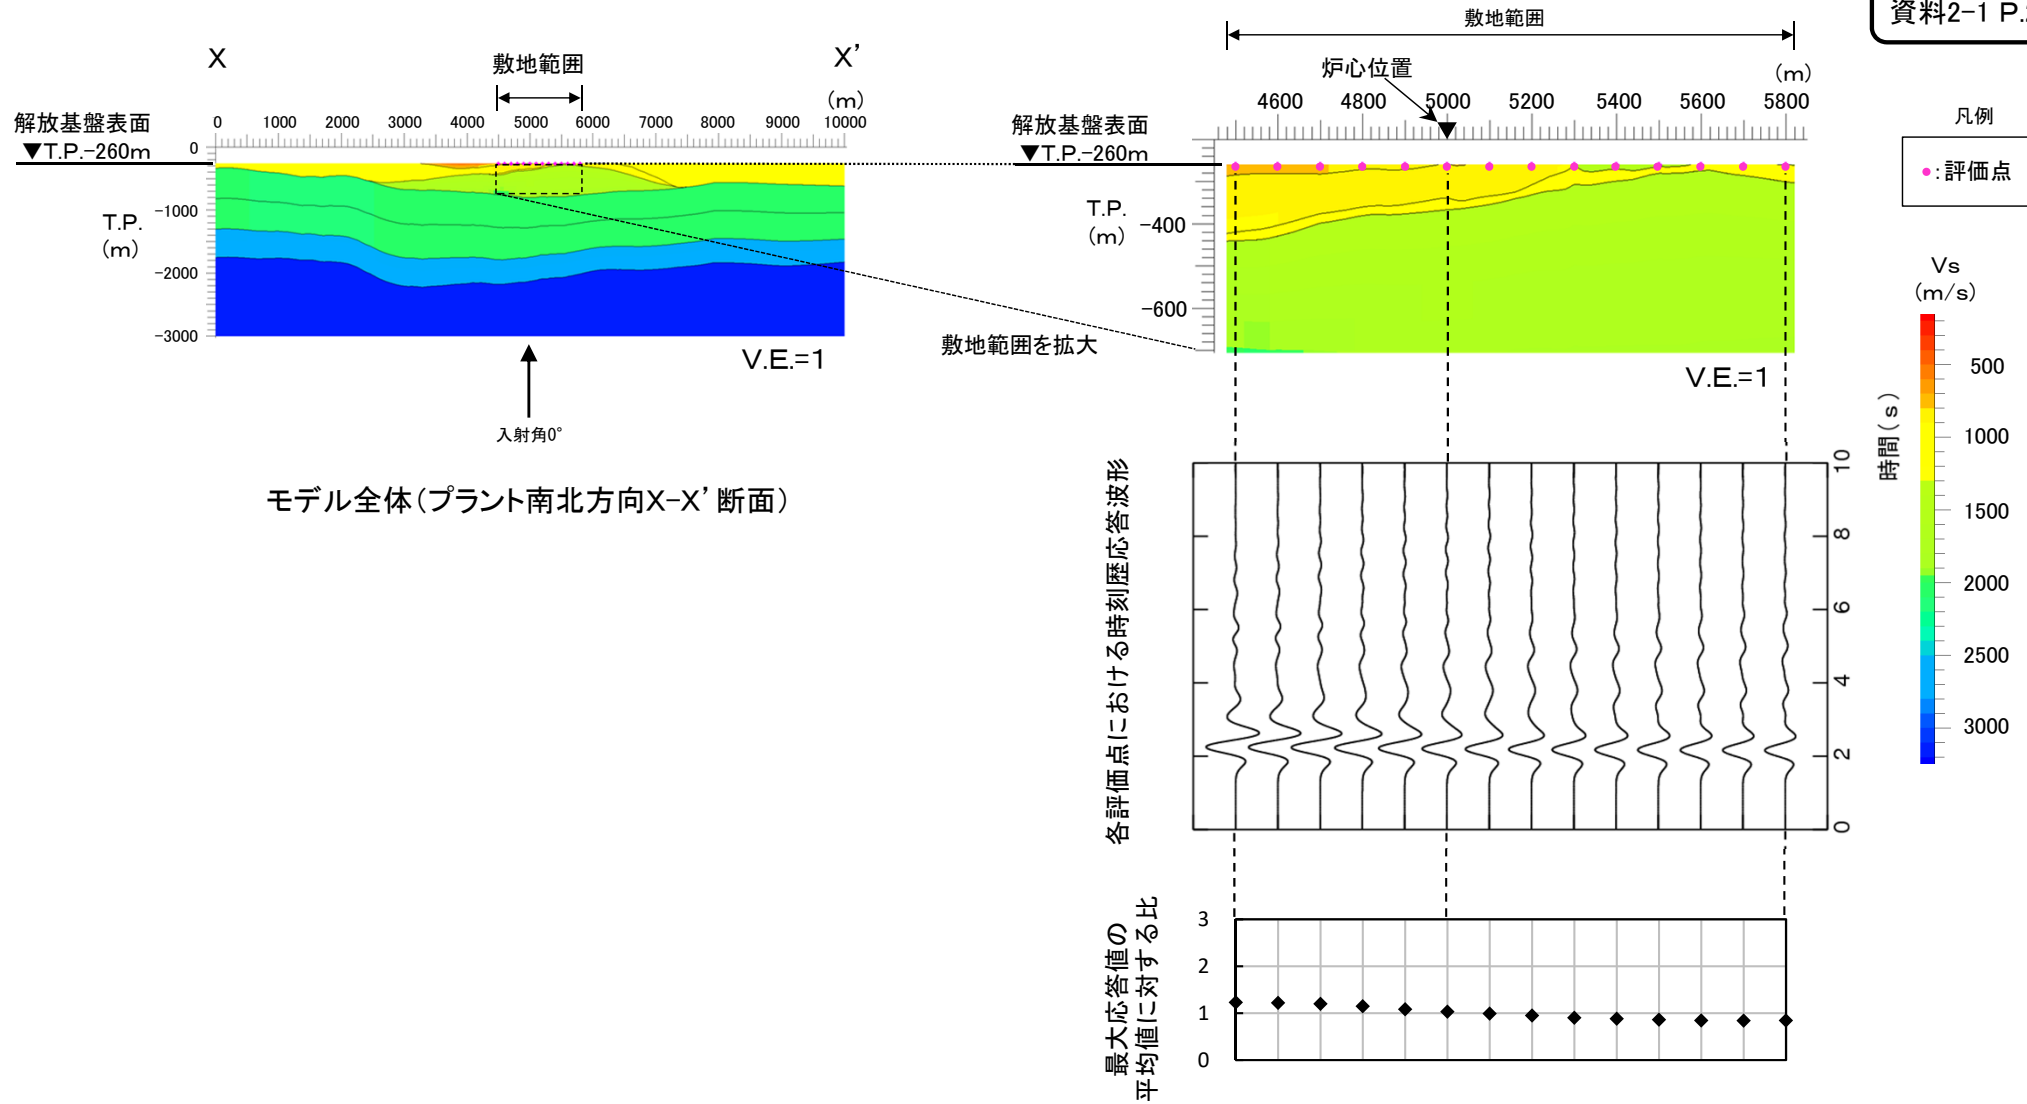 資料2-1 P.
X
X'
敷地範囲
(m)
0 1000 2000 3000 4000 5000 6000 7000 8000 9000 10000
解放基盤表面
▼T.P.-260m
0
-1000
-2000
-3000
T.P.
(m)
V.E.=1
入射角0°
モデル全体(プラント南北方向X-X'断面)
敷地範囲
炉心位置
(m)
4600 4800 5000 5200 5400 5600 5800
解放基盤表面
▼T.P.-260m
T.P.
(m)
-400
-600
敷地範囲を拡大
V.E.=1
凡例
●:評価点
Vs
(m/s)
500
1000
1500
2000
2500
3000
各評価点における時刻歴応答波形
時間(s)
10
8
6
4
2
0
最大応答値の
平均値に対する比
3
2
1
0